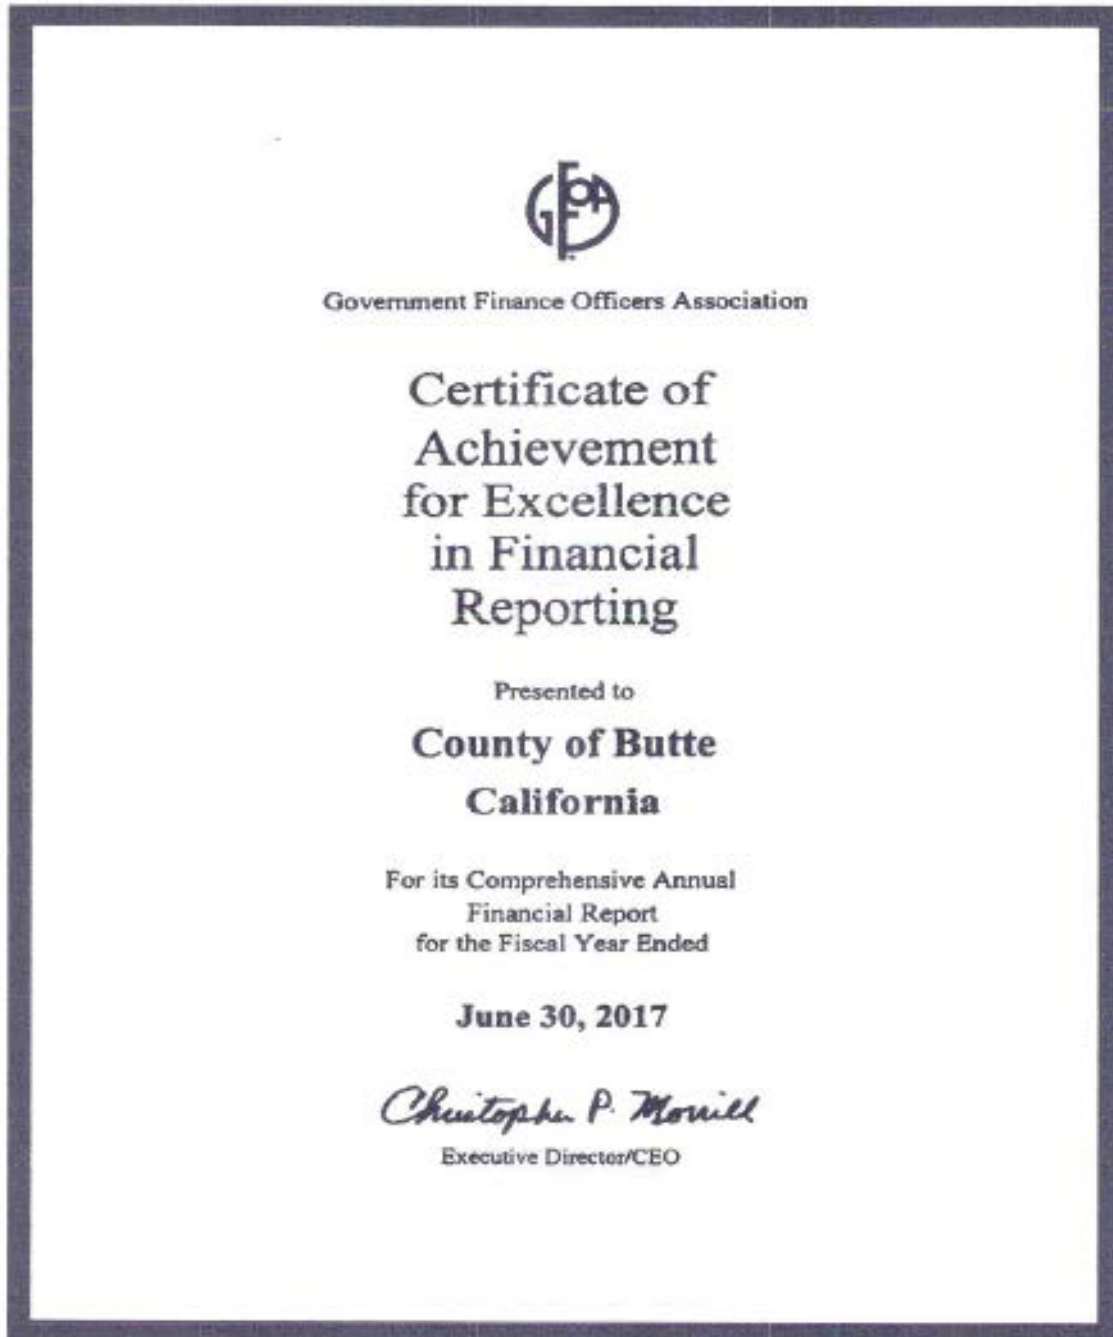 GFOA
Government Finance Officers Association
Certificate of
Achievement
for Excellence
in Financial
Reporting
Presented to
County of Butte
California
For its Comprehensive Annual
Financial Report
for the Fiscal Year Ended
June 30, 2017
Christopher P. Morrill
Executive Director/CEO